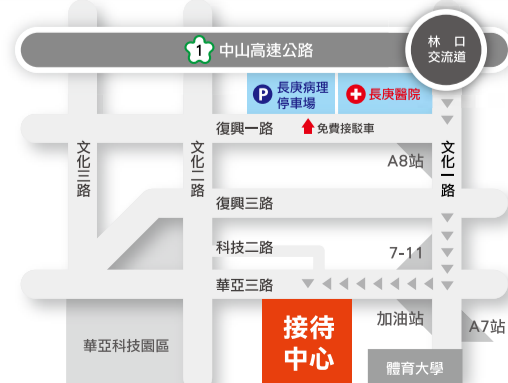 1 中山高速公路
林口
交流道
P 長庚病理
停車場
長庚醫院
復興一路
免費接駁車
文化三路
文化二路
文化一路
A8站
復興三路
科技二路
7-11
華亞三路
接待
中心
加油站
A7站
華亞科技園區
體育大學